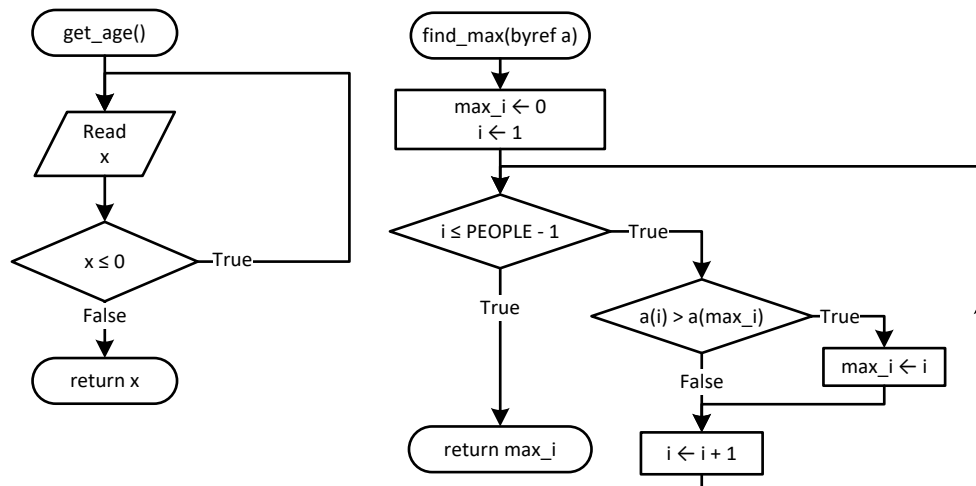 get_age()
Read
x
x ≤ 0
True
False
return x
find_max(byref a)
max_i ← 0
i ← 1
i ≤ PEOPLE - 1
True
True
a(i) > a(max_i)
True
False
max_i ← i
i ← i + 1
return max_i